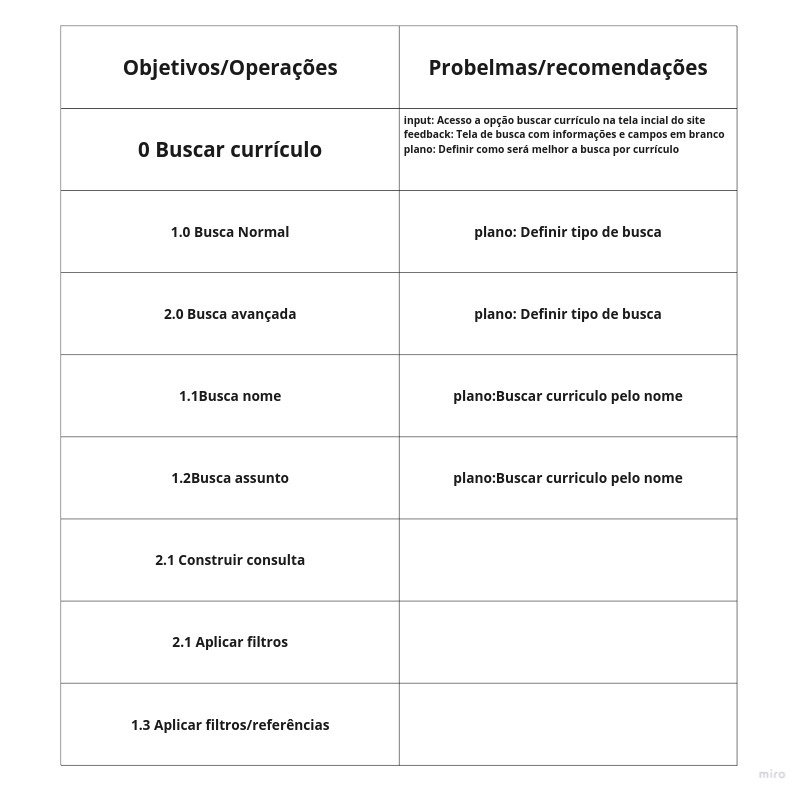 Objetivos/Operações
Probelmas/recomendações
0 Buscar currículo
input: Acesso a opção buscar currículo na tela incial do site
feedback: Tela de busca com informações e campos em branco
plano: Definir como será melhor a busca por currículo
1.0 Busca Normal
plano: Definir tipo de busca
2.0 Busca avançada
plano: Definir tipo de busca
1.1Busca nome
plano:Buscar curriculo pelo nome
1.2Busca assunto
plano:Buscar curriculo pelo nome
2.1 Construir consulta
2.1 Aplicar filtros
1.3 Aplicar filtros/referências
miro